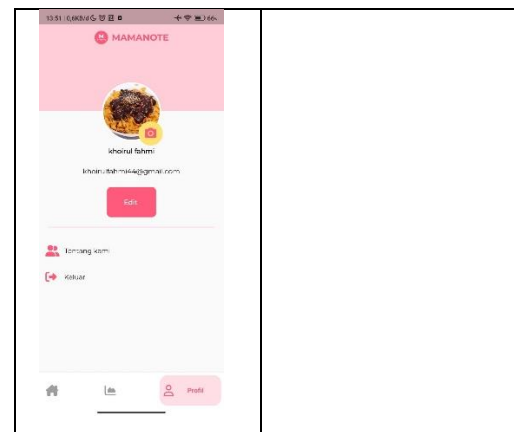 MAMANOTE
khoirul fahmi
khoirulfahmi44@gmail.com
Edit
Tentang kami
Keluar
Profil